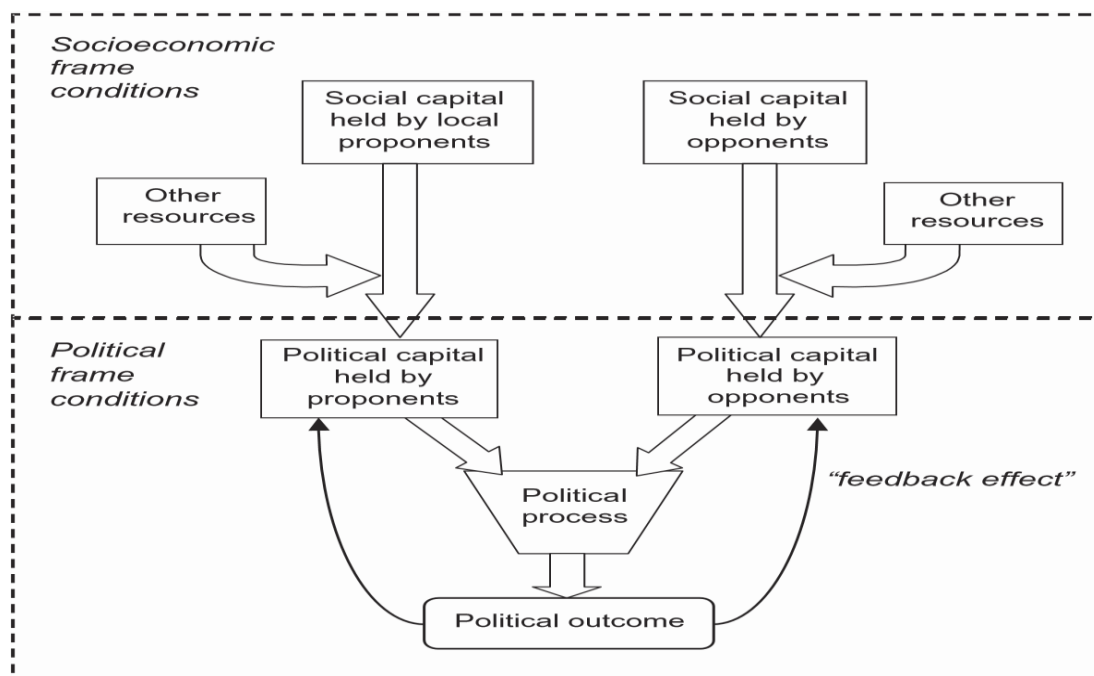 Socioeconomic
frame
conditions
Social capital
held by local
proponents
Social capital
held by
opponents
Other
resources
Other
resources
Political
frame
conditions
Political capital
held by
proponents
Political capital
held by
opponents
Political
process
“feedback effect”
Political outcome